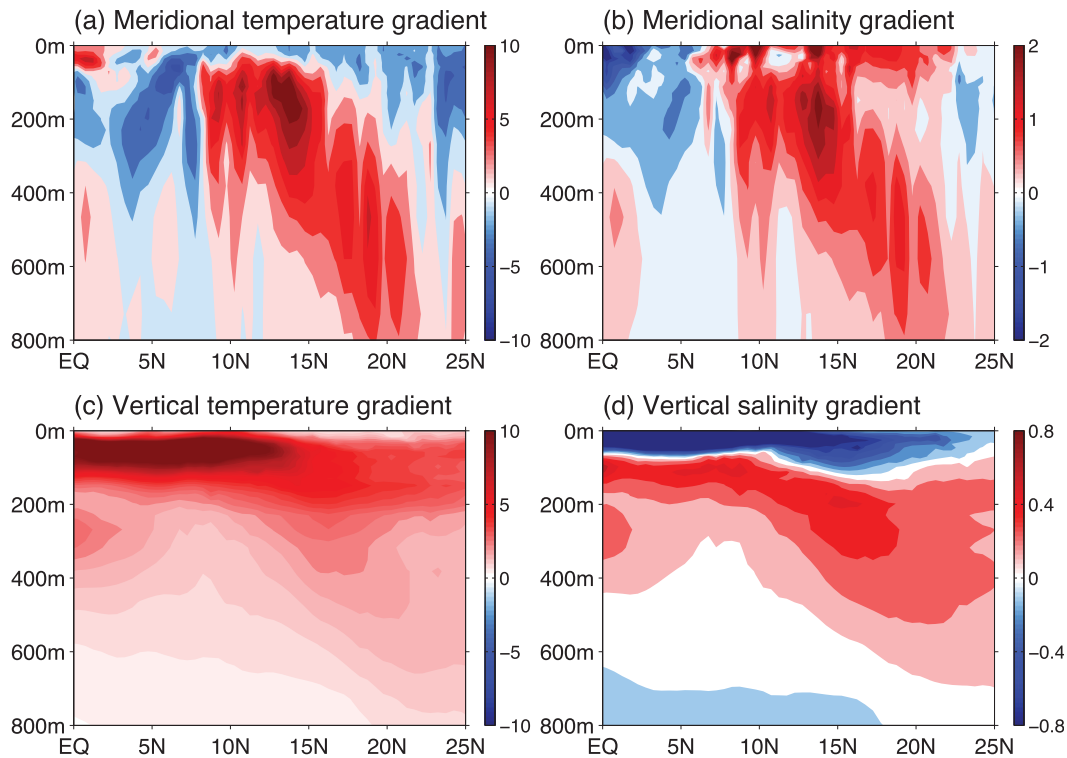 (a) Meridional temperature gradient
(b) Meridional salinity gradient
0m
200m
400m
600m
800m
EQ 5N 10N 15N 20N 25N
10
5
0
−5
−10
0m
200m
400m
600m
800m
EQ 5N 10N 15N 20N 25N
2
1
0
−1
−2
(c) Vertical temperature gradient
(d) Vertical salinity gradient
0m
200m
400m
600m
800m
EQ 5N 10N 15N 20N 25N
10
5
0
−5
−10
0m
200m
400m
600m
800m
EQ 5N 10N 15N 20N 25N
0.8
0.4
0
−0.4
−0.8